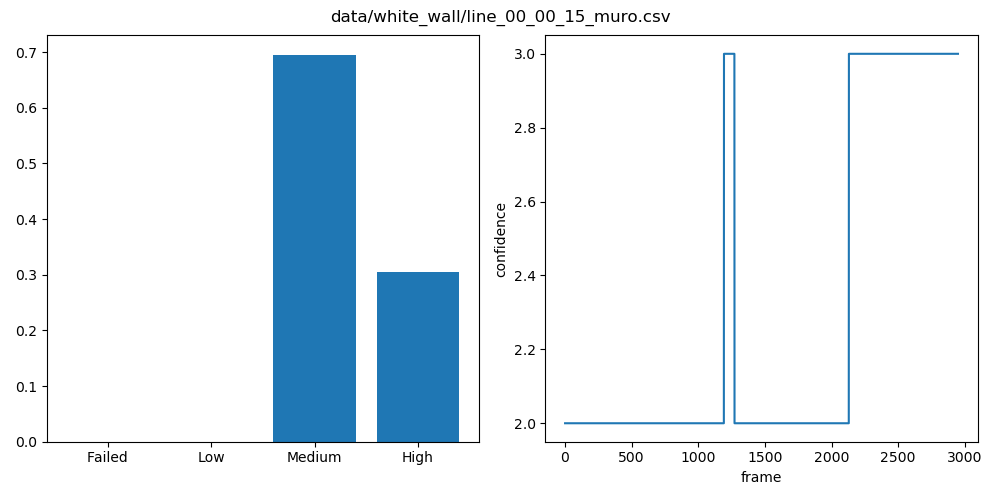 data/white_wall/line_00_00_15_muro.csv
0.7
0.6
0.5
0.4
0.3
0.2
0.1
0.0
Failed Low Medium High
3.0
2.8
2.6
2.4
2.2
2.0
confidence
0 500 1000 1500 2000 2500 3000
frame